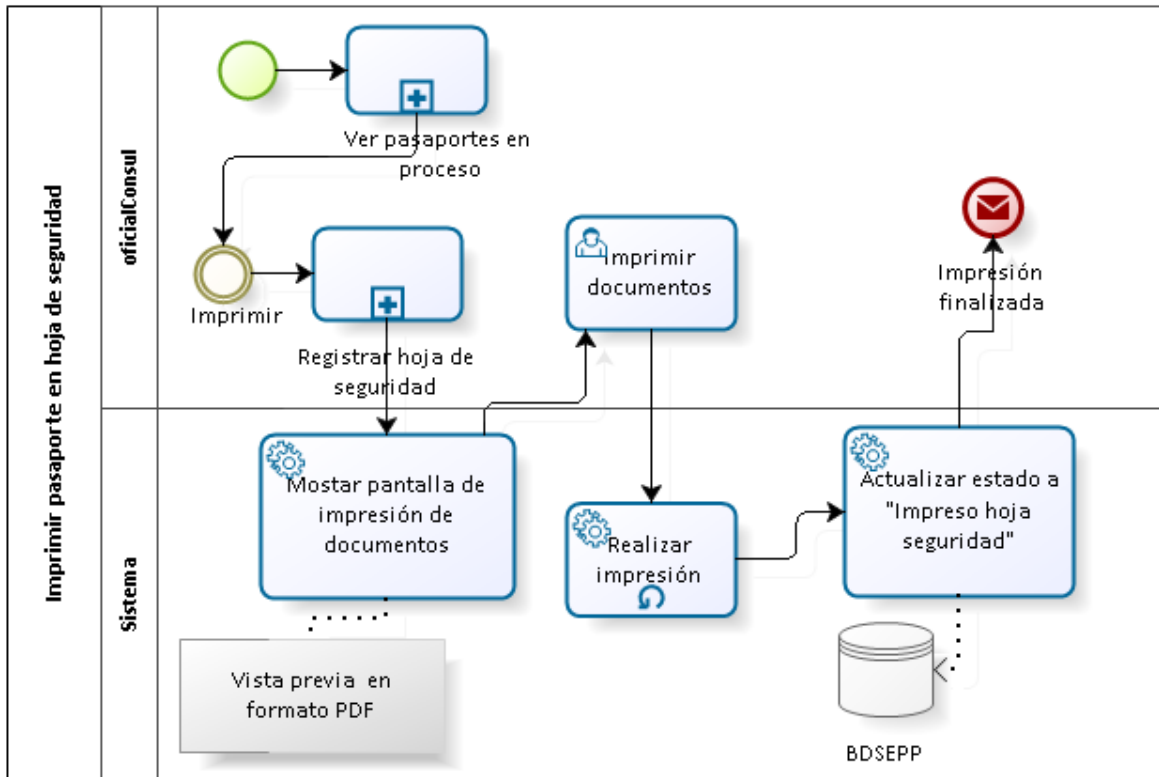 Imprimir pasaporte en hoja de seguridad
oficialConsul
Ver pasaportes en
proceso
Imprimir
Registrar hoja de
seguridad
Imprimir
documentos
Impresión
finalizada
Sistema
Mostar pantalla de
impresión de
documentos
Realizar
impresión
Actualizar estado a
"Impreso hoja
seguridad"
Vista previa en
formato PDF
BDSEPP